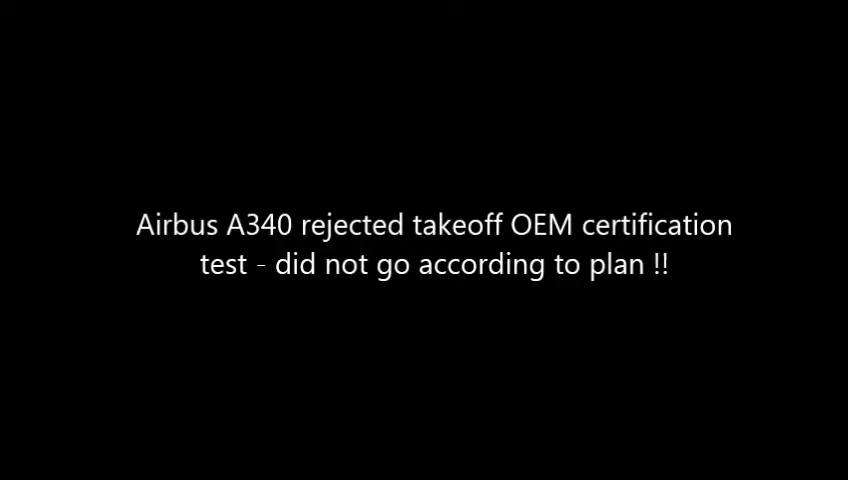 Airbus A340 rejected takeoff OEM certification
test - did not go according to plan !!